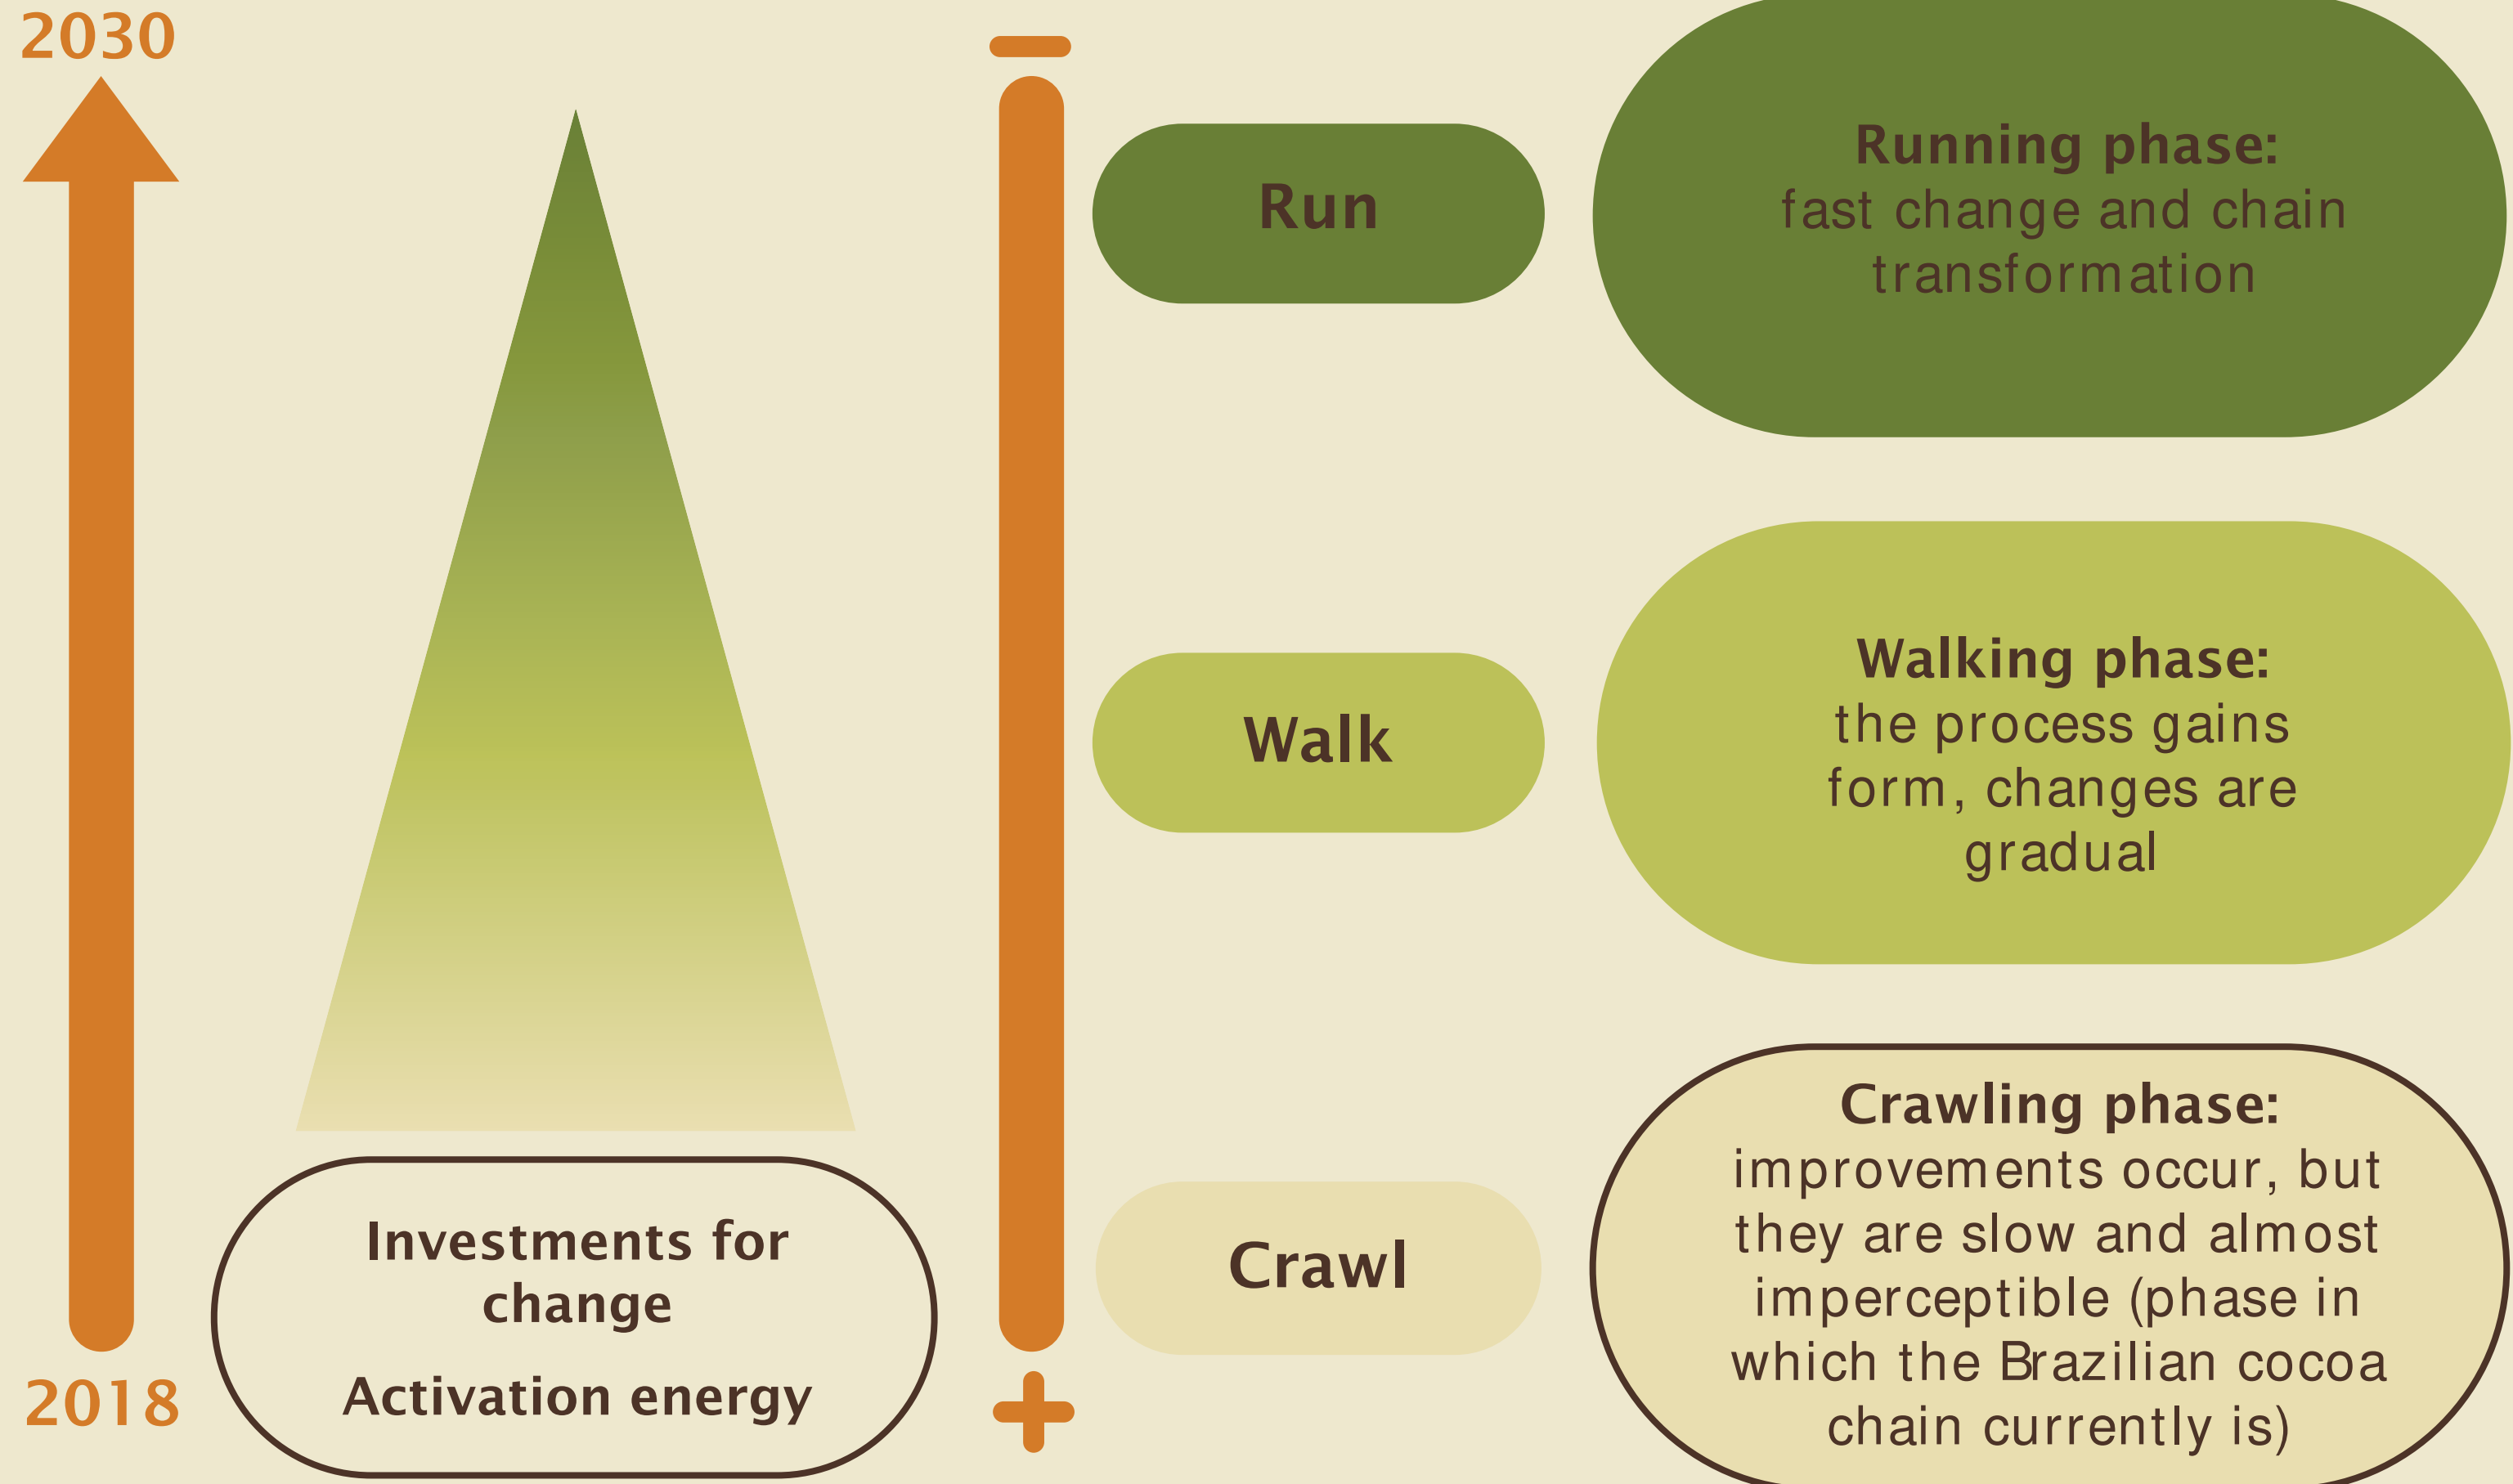 2030
2018
Investments for
change
Activation energy
–
+
Run
Walk
Crawl
Running phase:
fast change and chain
transformation
Walking phase:
the process gains
form, changes are
gradual
Crawling phase:
improvements occur, but
they are slow and almost
imperceptible (phase in
which the Brazilian cocoa
chain currently is)